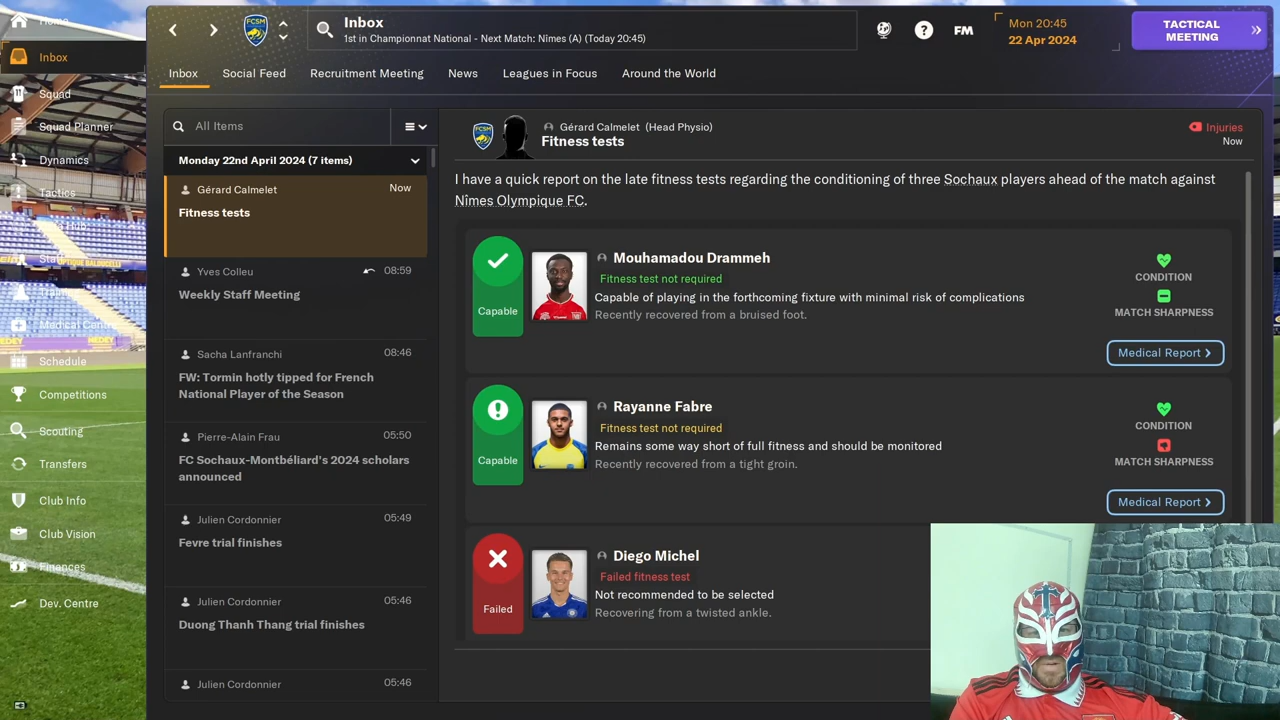 Home
Inbox
Squad
Squad Planner
Dynamics
Tactics
Medical Centre
Schedule
Competitions
Scouting
Transfers
Club Info
Club Vision
Finances
Dev. Centre
FCSM
Inbox
1st in Championnat National - Next Match: Nîmes (A) (Today 20:45)
?
FM
Mon 20:45
22 Apr 2024
TACTICAL
MEETING
Inbox
Social Feed
Recruitment Meeting
News
Leagues in Focus
Around the World
All Items
Monday 22nd April 2024 (7 items)
Gérard Calmelet
Now
Fitness tests
Yves Colleu
08:59
Weekly Staff Meeting
Sacha Lanfranchi
08:46
FW: Tormin hotly tipped for French
National Player of the Season
Pierre-Alain Frau
05:50
FC Sochaux-Montbéliard's 2024 scholars
announced
Julien Cordonnier
05:49
Fevre trial finishes
Julien Cordonnier
05:46
Duong Thanh Thang trial finishes
Julien Cordonnier
05:46
FCSM
Gérard Calmelet (Head Physio)
Fitness tests
Injuries
Now
I have a quick report on the late fitness tests regarding the conditioning of three Sochaux players ahead of the match against
Nîmes Olympique FC.
Capable
Mouhamadou Drammeh
Fitness test not required
Capable of playing in the forthcoming fixture with minimal risk of complications
Recently recovered from a bruised foot.
CONDITION
MATCH SHARPNESS
Medical Report
Capable
Rayanne Fabre
Fitness test not required
Remains some way short of full fitness and should be monitored
Recently recovered from a tight groin.
CONDITION
MATCH SHARPNESS
Medical Report
Failed
Diego Michel
Failed fitness test
Not recommended to be selected
Recovering from a twisted ankle.